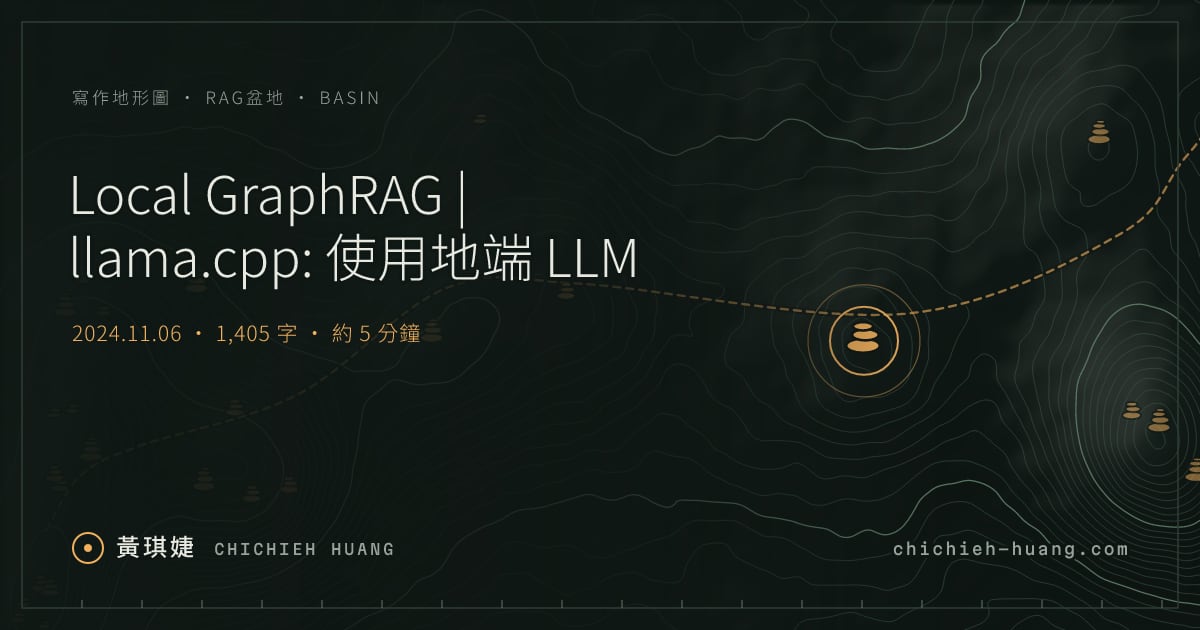 寫作地形圖 · RAG盆地 · BASIN
Local GraphRAG |
llama.cpp: 使用地端 LLM
2024.11.06 · 1,405 字 · 約 5 分鐘
黃琪婕 CHICHIEH HUANG
chichieh-huang.com